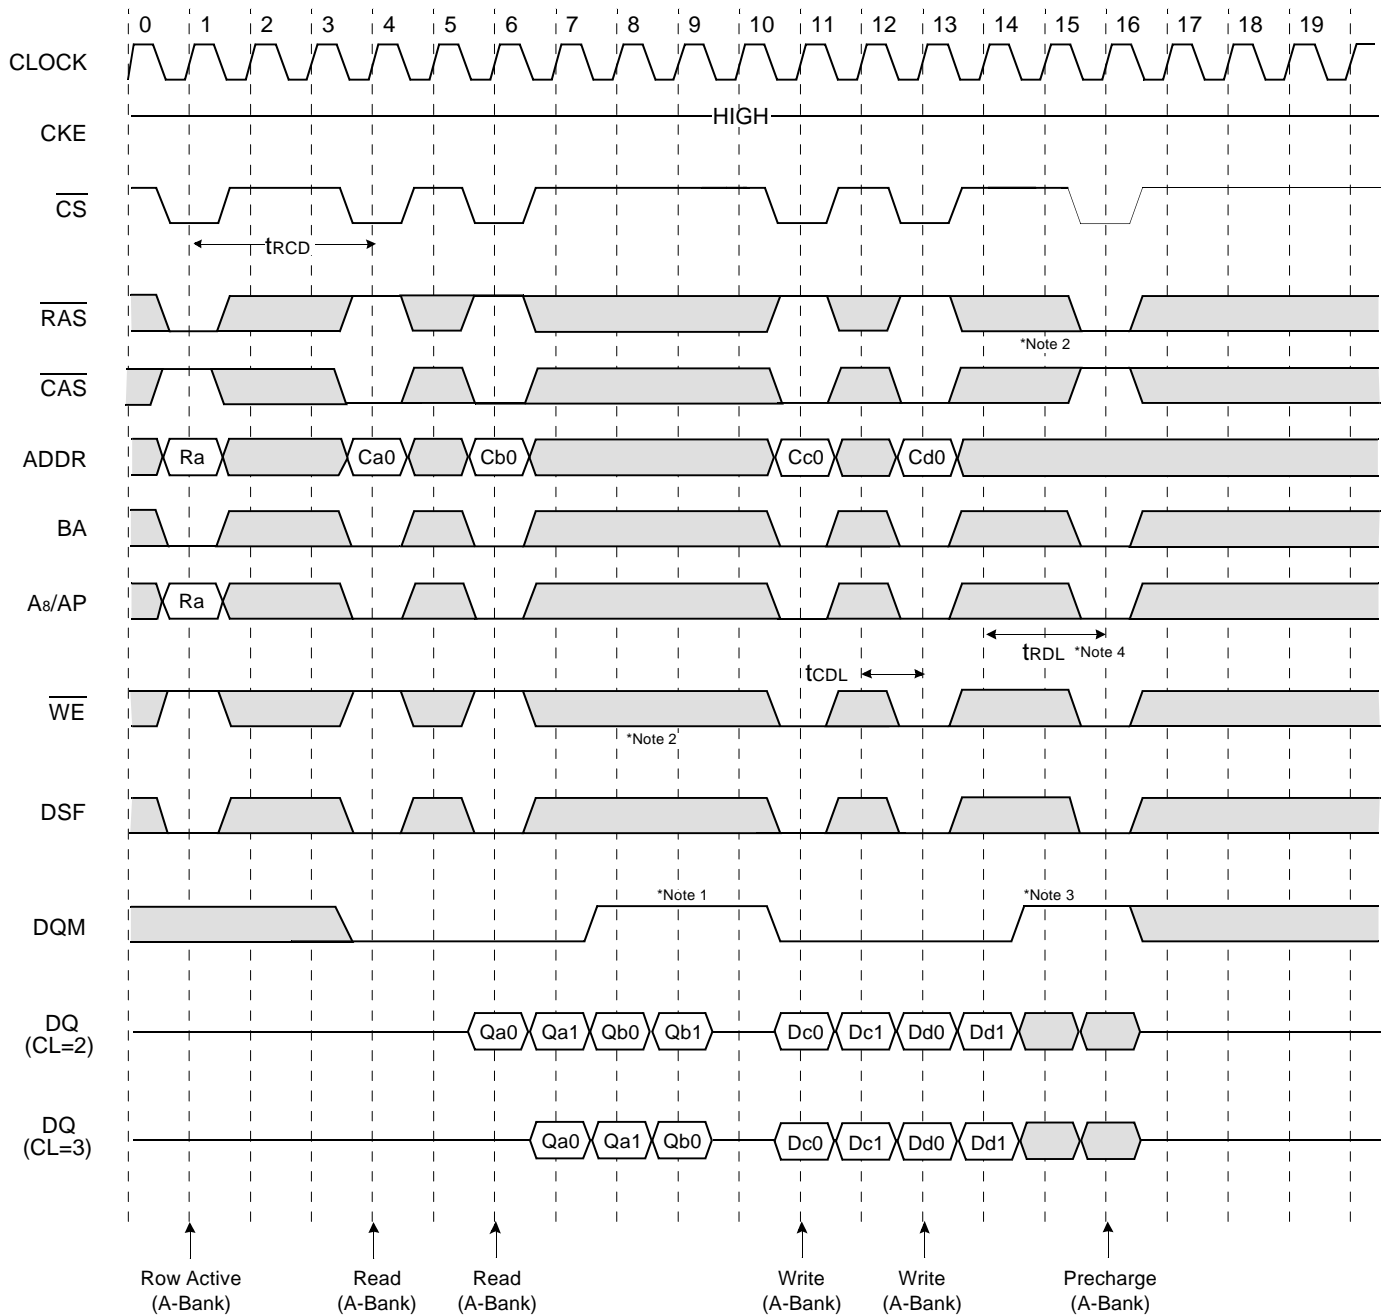 0 1 2 3 4 5 6 7 8 9 10 11 12 13 14 15 16 17 18 19
CLOCK
CKE
HIGH
CS
tRCD
RAS
*Note 2
CAS
ADDR Ra Ca0 Cb0 Cc0 Cd0
BA
A8/AP Ra
tRDL *Note 4
tCDL
WE
*Note 2
DSF
*Note 1 *Note 3
DQM
DQ
(CL=2)
Qa0 Qa1 Qb0 Qb1 Dc0 Dc1 Dd0 Dd1
DQ
(CL=3)
Qa0 Qa1 Qb0 Dc0 Dc1 Dd0 Dd1
Row Active
(A-Bank)
Read
(A-Bank)
Read
(A-Bank)
Write
(A-Bank)
Write
(A-Bank)
Precharge
(A-Bank)